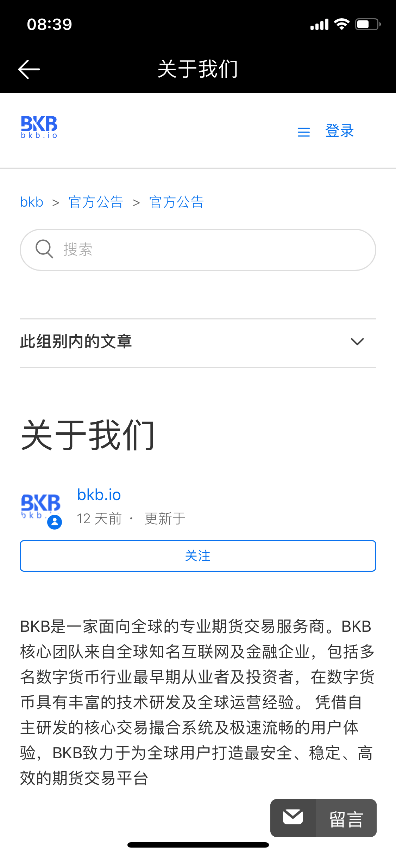 08:39
关于我们
BKB
bkb.io
登录
bkb > 官方公告 > 官方公告
搜索
此组别内的文章
关于我们
BKB
bkb
bkb.io
12 天前 · 更新于
关注
BKB是一家面向全球的专业期货交易服务商。BKB
核心团队来自全球知名互联网及金融企业，包括多
名数字货币行业最早期从业者及投资者，在数字货
币具有丰富的技术研发及全球运营经验。 凭借自
主研发的核心交易撮合系统及极速流畅的用户体
验，BKB致力于为全球用户打造最安全、稳定、高
效的期货交易平台
留言